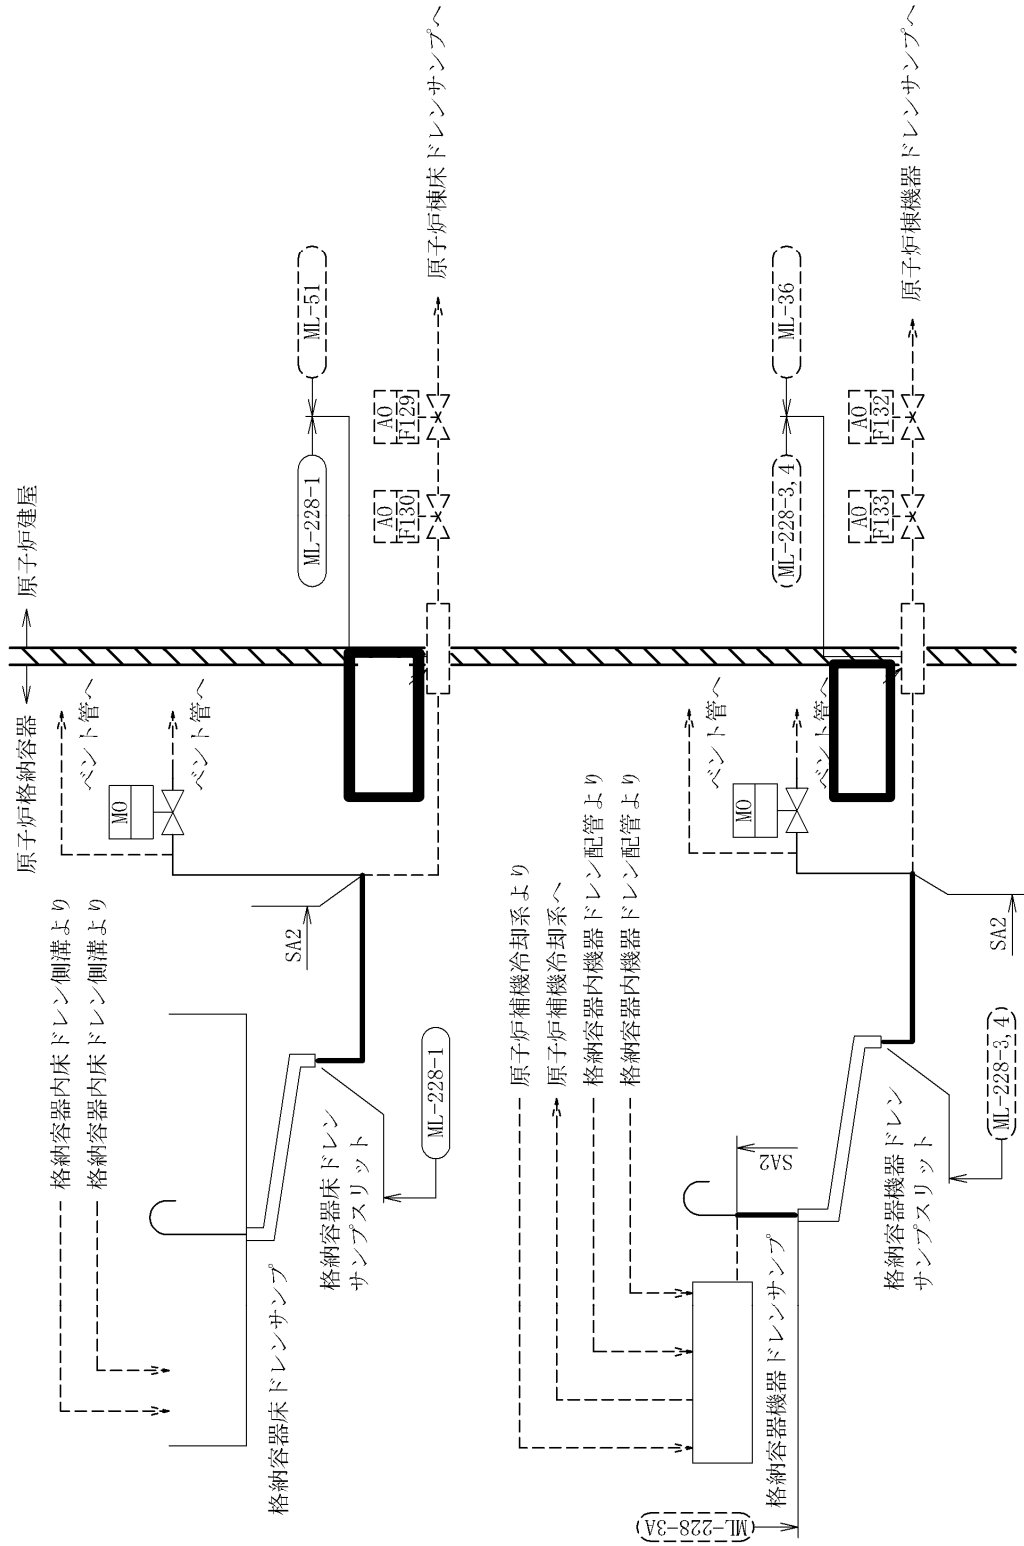 原子炉格納容器
原子炉建屋
ベント管へ
ベント管へ
MO
格納容器内床ドレン側溝より
格納容器内床ドレン側溝より
SA2
ML-228-1
ML-51
AO
F130
AO
F129
原子炉棟床ドレンサンプへ
格納容器床ドレンサンプ
格納容器床ドレン
サンプスリット
ML-228-1
原子炉補機冷却系より
原子炉補機冷却系へ
格納容器内機器ドレン配管より
格納容器内機器ドレン配管より
ベント管へ
ベント管へ
MO
ML-228-3,4
ML-36
AO
F133
AO
F132
原子炉棟機器ドレンサンプへ
SA2
SA2
ML-228-3A
格納容器機器ドレンサンプ
格納容器機器ドレン
サンプスリット
ML-228-3,4